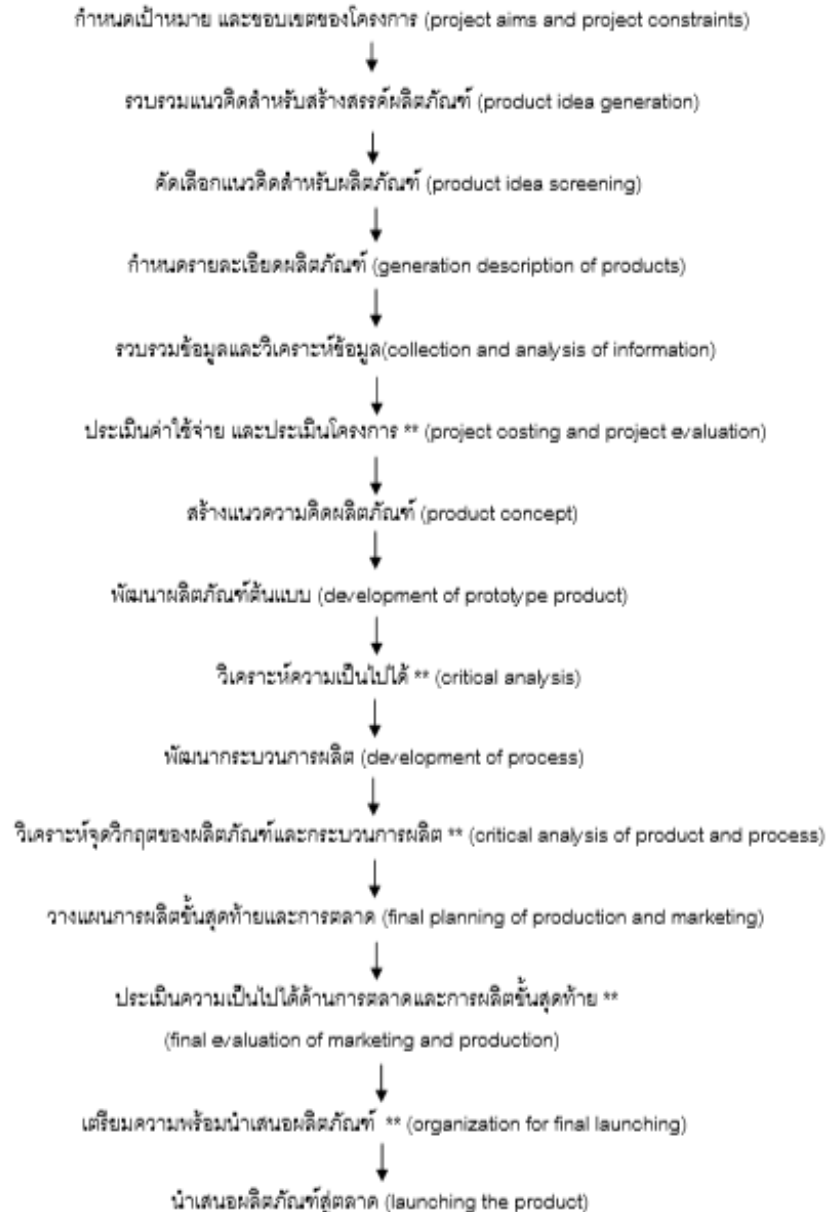 กำหนดเป้าหมาย และขอบเขตของโครงการ (project aims and project constraints)
รวบรวมแนวคิดสำหรับสร้างสรรค์ผลิตภัณฑ์ (product idea generation)
คัดเลือกแนวคิดสำหรับผลิตภัณฑ์ (product idea screening)
กำหนดรายละเอียดผลิตภัณฑ์ (generation description of products)
รวบรวมข้อมูลและวิเคราะห์ข้อมูล(collection and analysis of information)
ประเมินค่าใช้จ่าย และประเมินโครงการ ** (project costing and project evaluation)
สร้างแนวความคิดผลิตภัณฑ์ (product concept)
พัฒนาผลิตภัณฑ์ต้นแบบ (development of prototype product)
วิเคราะห์ความเป็นไปได้ ** (critical analysis)
พัฒนากระบวนการผลิต (development of process)
วิเคราะห์จุดวิกฤตของผลิตภัณฑ์และกระบวนการผลิต ** (critical analysis of product and process)
วางแผนการผลิตขั้นสุดท้ายและการตลาด (final planning of production and marketing)
ประเมินความเป็นไปได้ด้านการตลาดและการผลิตขั้นสุดท้าย **
(final evaluation of marketing and production)
เตรียมความพร้อมนำเสนอผลิตภัณฑ์ ** (organization for final launching)
นำเสนอผลิตภัณฑ์สู่ตลาด (launching the product)